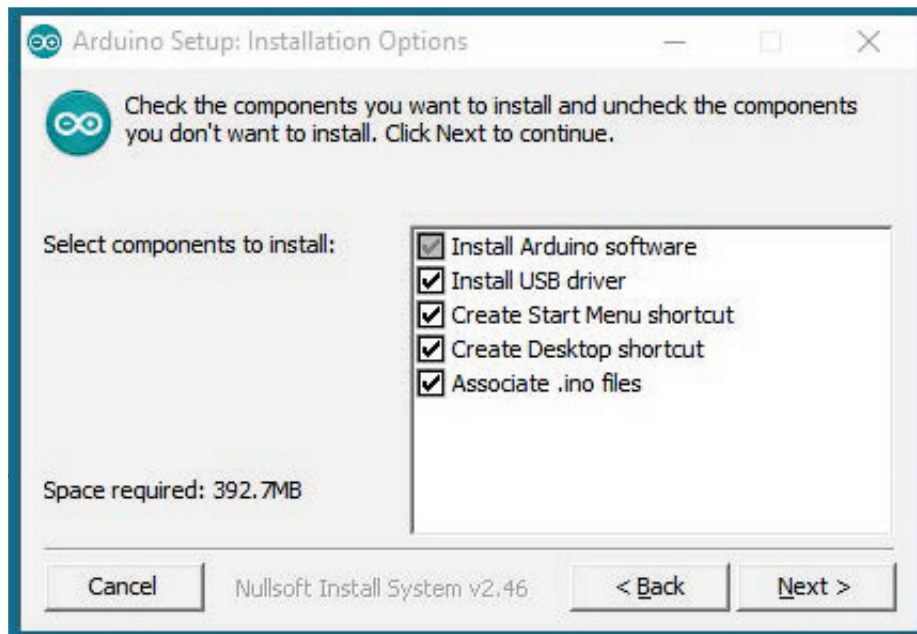 Arduino Setup: Installation Options
Check the components you want to install and uncheck the components
you don't want to install. Click Next to continue.
Select components to install:
Install Arduino software
Install USB driver
Create Start Menu shortcut
Create Desktop shortcut
Associate .ino files
Space required: 392.7MB
Cancel
Nullsoft Install System v2.46
< Back
Next >